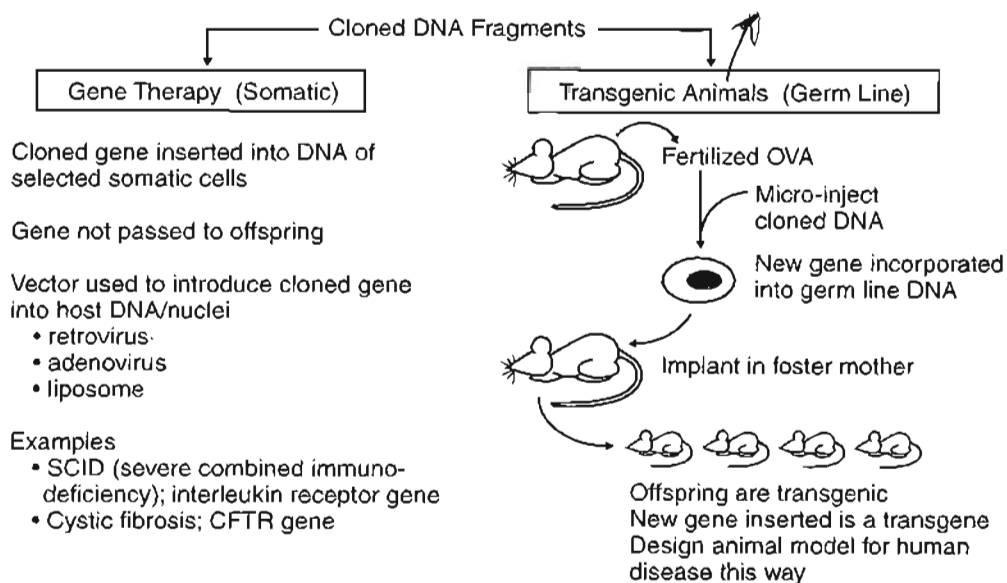 Cloned DNA Fragments
Gene Therapy (Somatic)
Cloned gene inserted into DNA of
selected somatic cells
Gene not passed to offspring
Vector used to introduce cloned gene
into host DNA/nuclei
• retrovirus
• adenovirus
• liposome
Examples
• SCID (severe combined immuno-
deficiency); interleukin receptor gene
• Cystic fibrosis; CFTR gene
Transgenic Animals (Germ Line)
Fertilized OVA
Micro-inject
cloned DNA
New gene incorporated
into germ line DNA
Implant in foster mother
Offspring are transgenic
New gene inserted is a transgene
Design animal model for human
disease this way